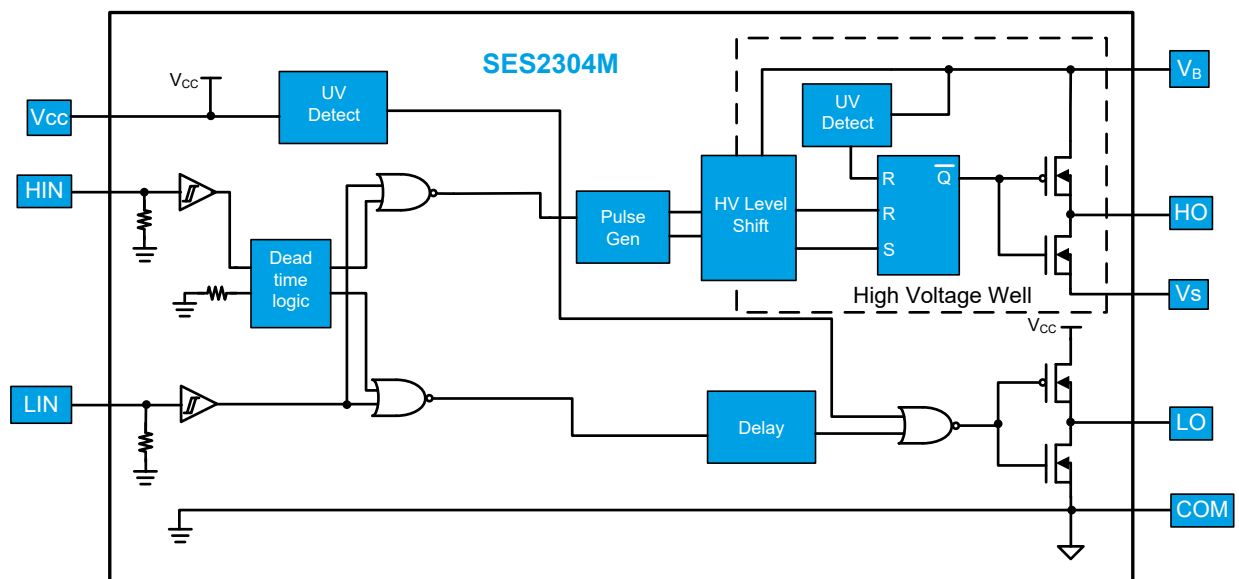 SES2304M
VCC
Vcc
UV
Detect
UV
Detect
VB
HIN
Pulse
Gen
HV Level
Shift
R
Q
R
S
HO
Dead
time
logic
High Voltage Well
Vs
VCC
LIN
Delay
LO
COM